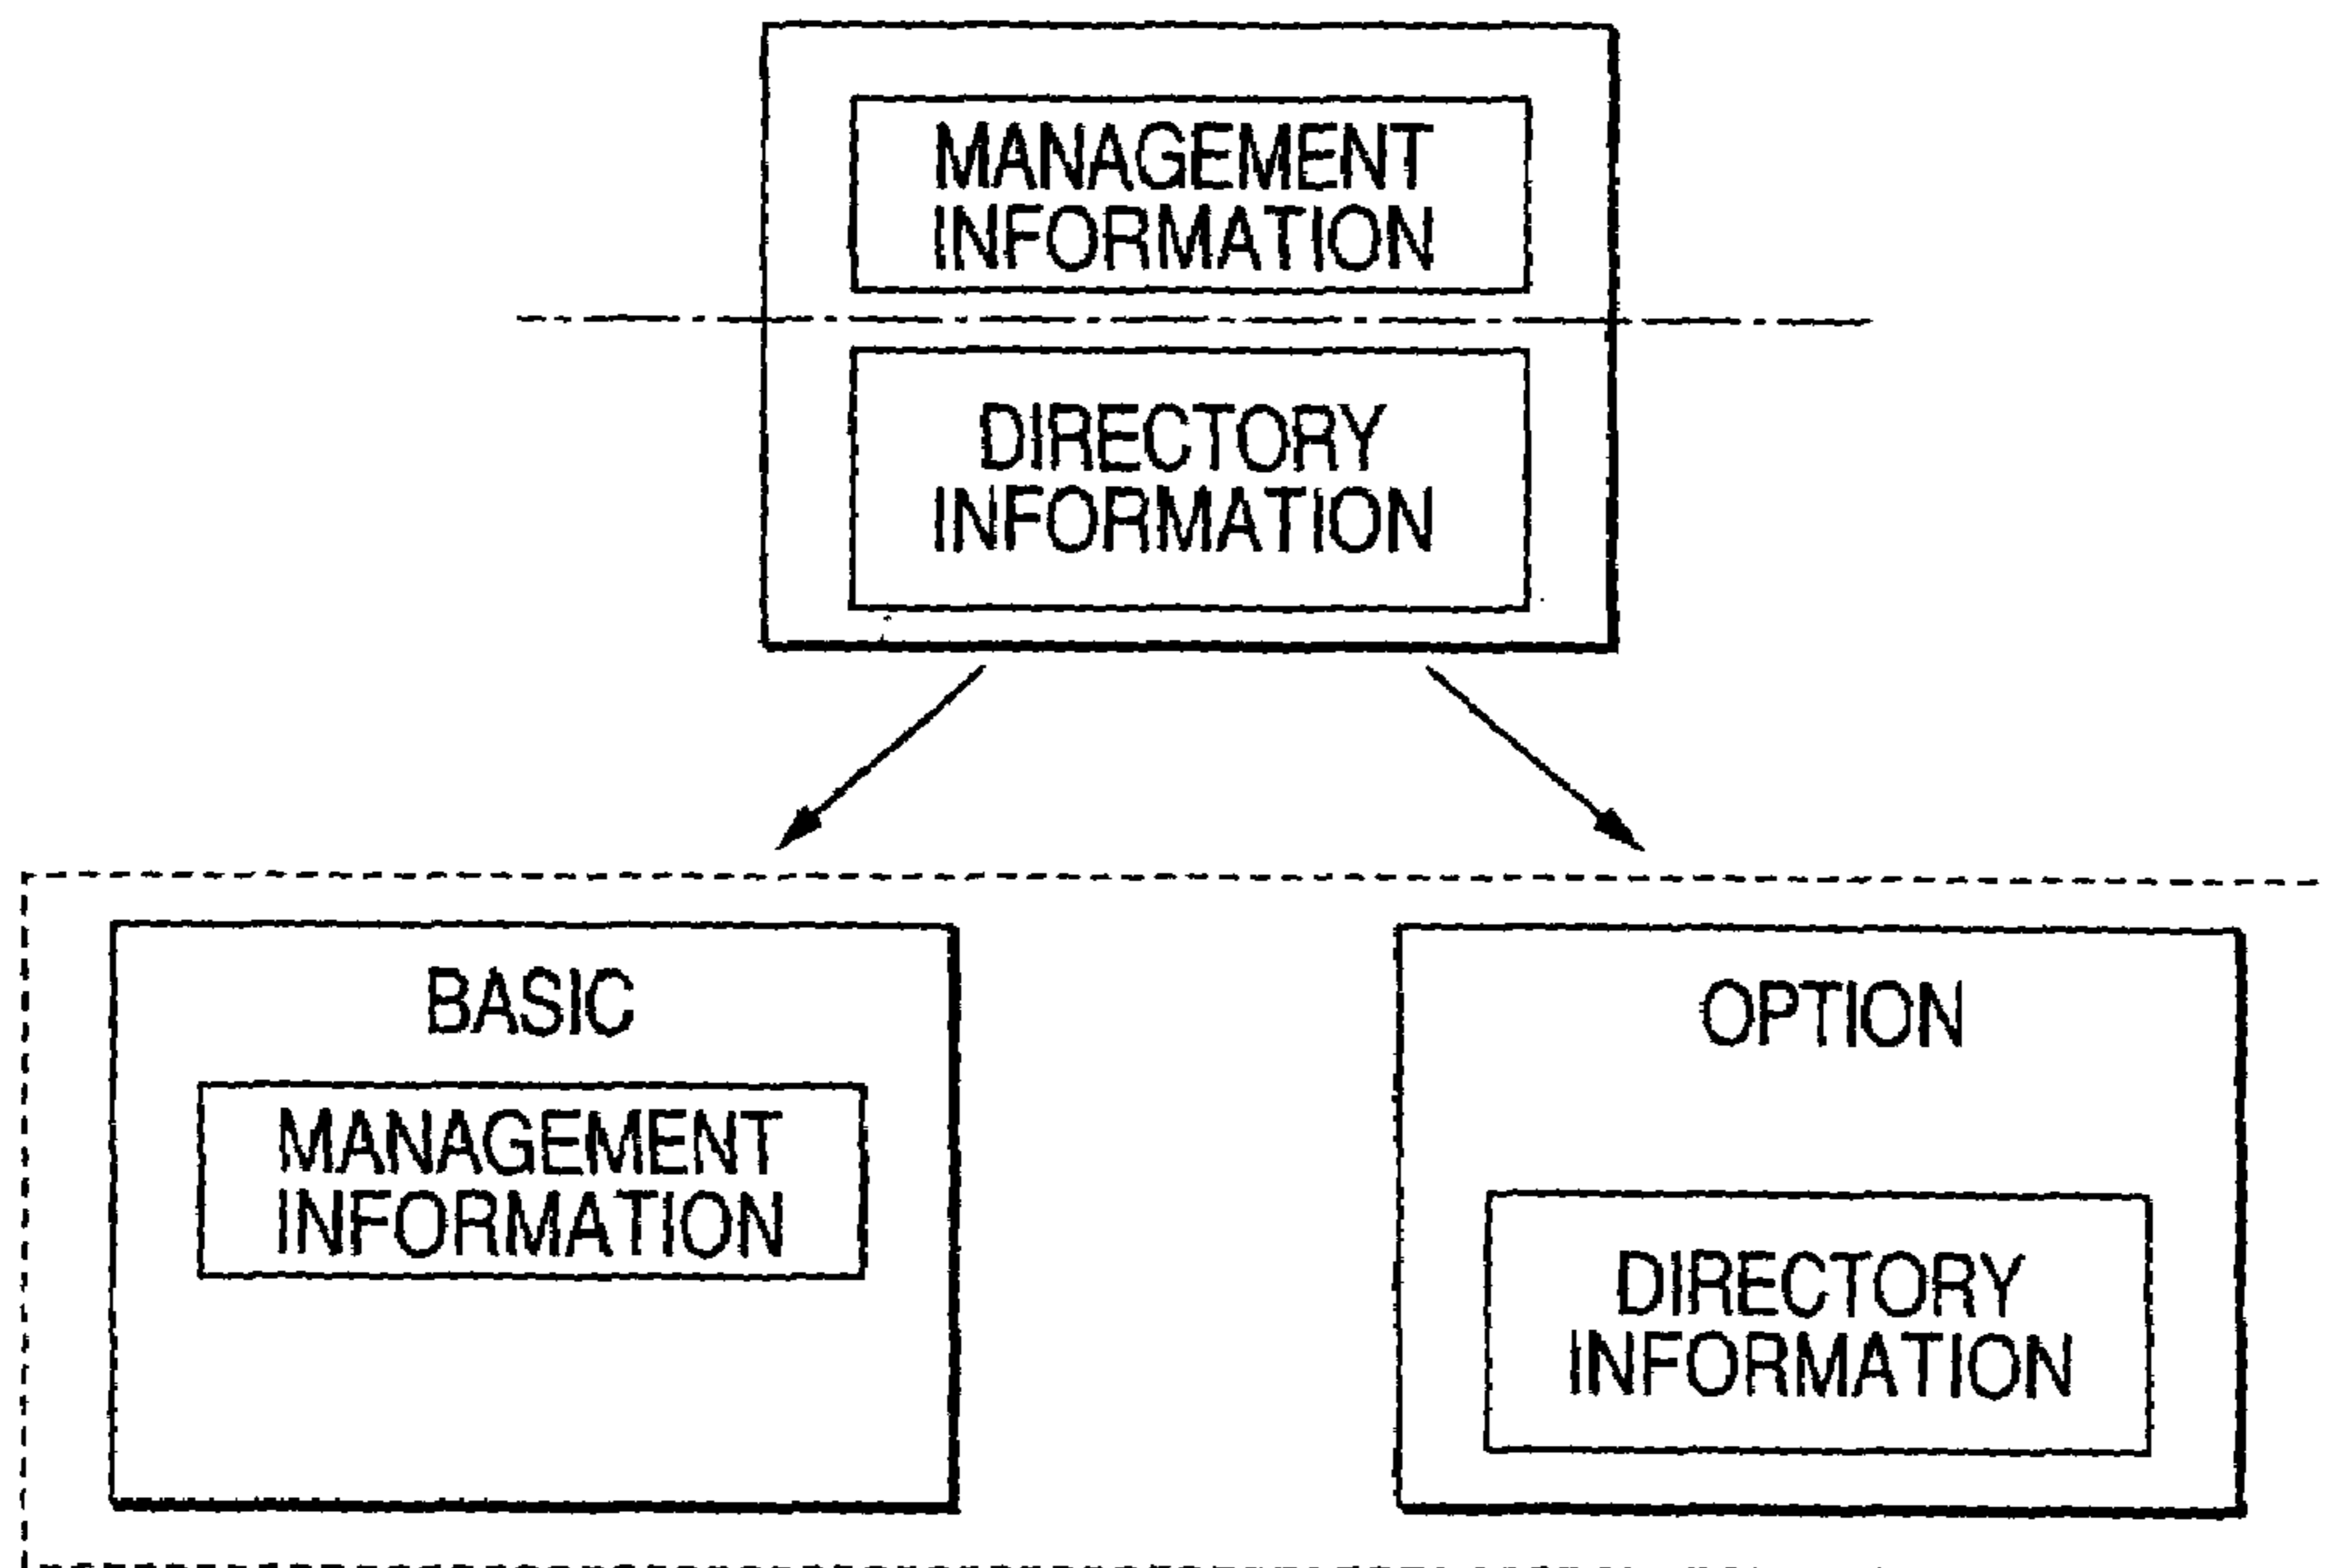 MANAGEMENT
INFORMATION
DIRECTORY
INFORMATION
BASIC
MANAGEMENT
INFORMATION
OPTION
DIRECTORY
INFORMATION